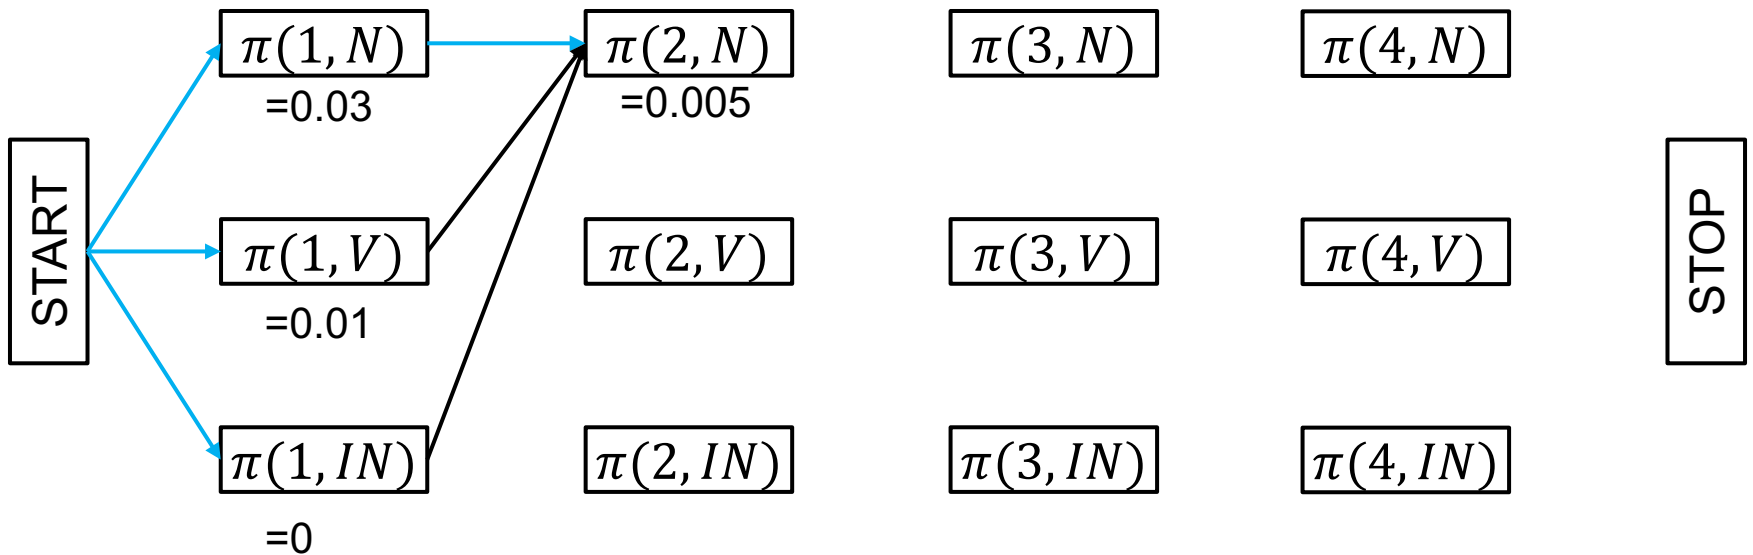 π(1, N)
π(2, N)
π(3, N)
π(4, N)
=0.03
=0.005
START
π(1, V)
π(2, V)
π(3, V)
π(4, V)
STOP
=0.01
π(1, IN)
π(2, IN)
π(3, IN)
π(4, IN)
=0